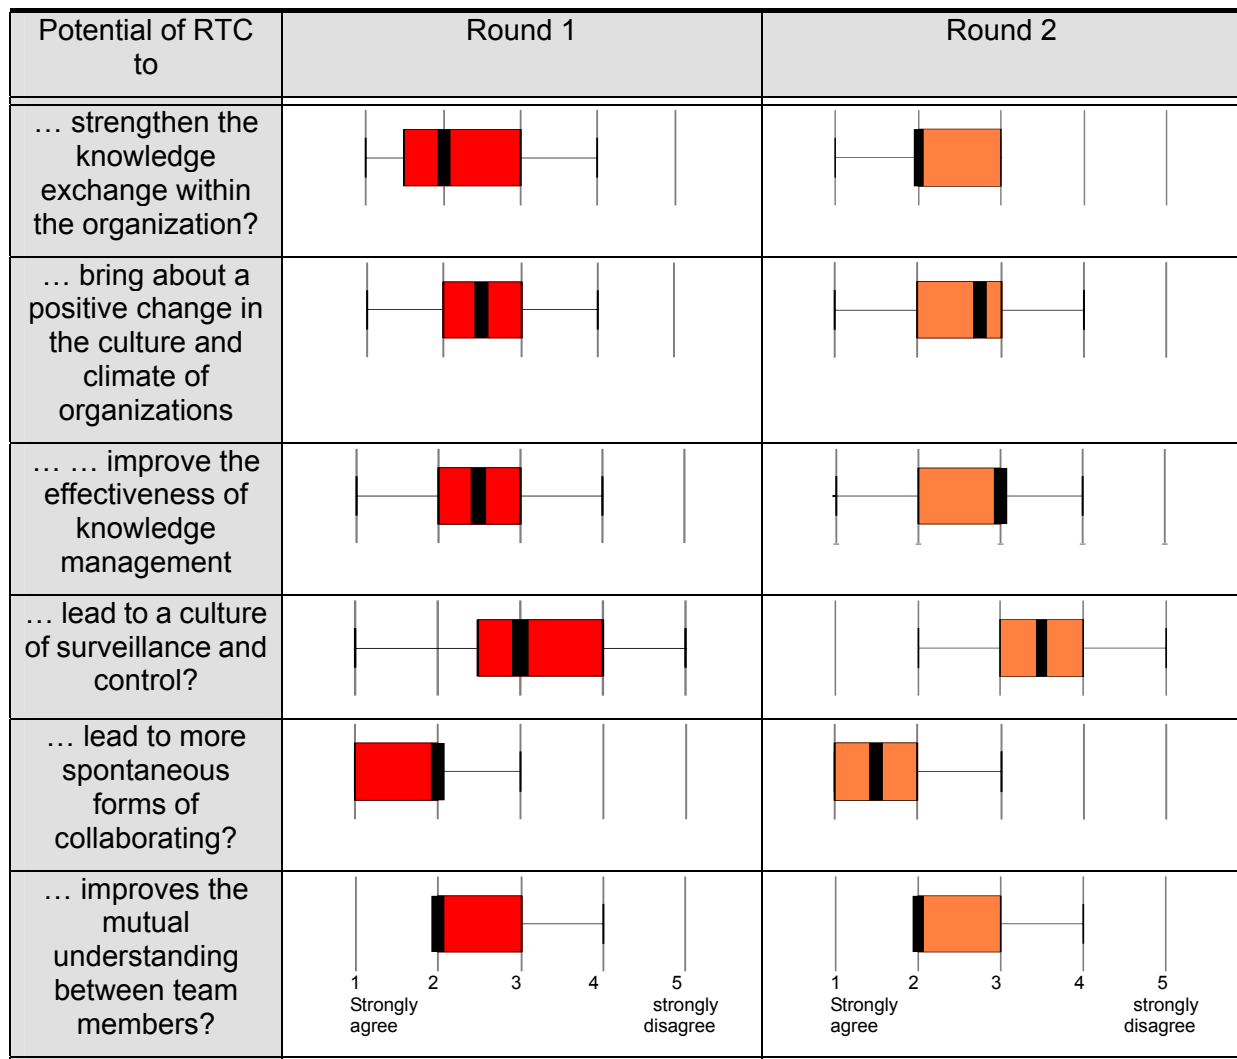 Potential of RTC
to
Round 1
Round 2
… strengthen the
knowledge
exchange within
the organization?
… bring about a
positive change in
the culture and
climate of
organizations
… … improve the
effectiveness of
knowledge
management
… lead to a culture
of surveillance and
control?
… lead to more
spontaneous
forms of
collaborating?
… improves the
mutual
understanding
between team
members?
1 2 3 4 5
Strongly strongly
agree disagree
1 2 3 4 5
Strongly strongly
agree disagree